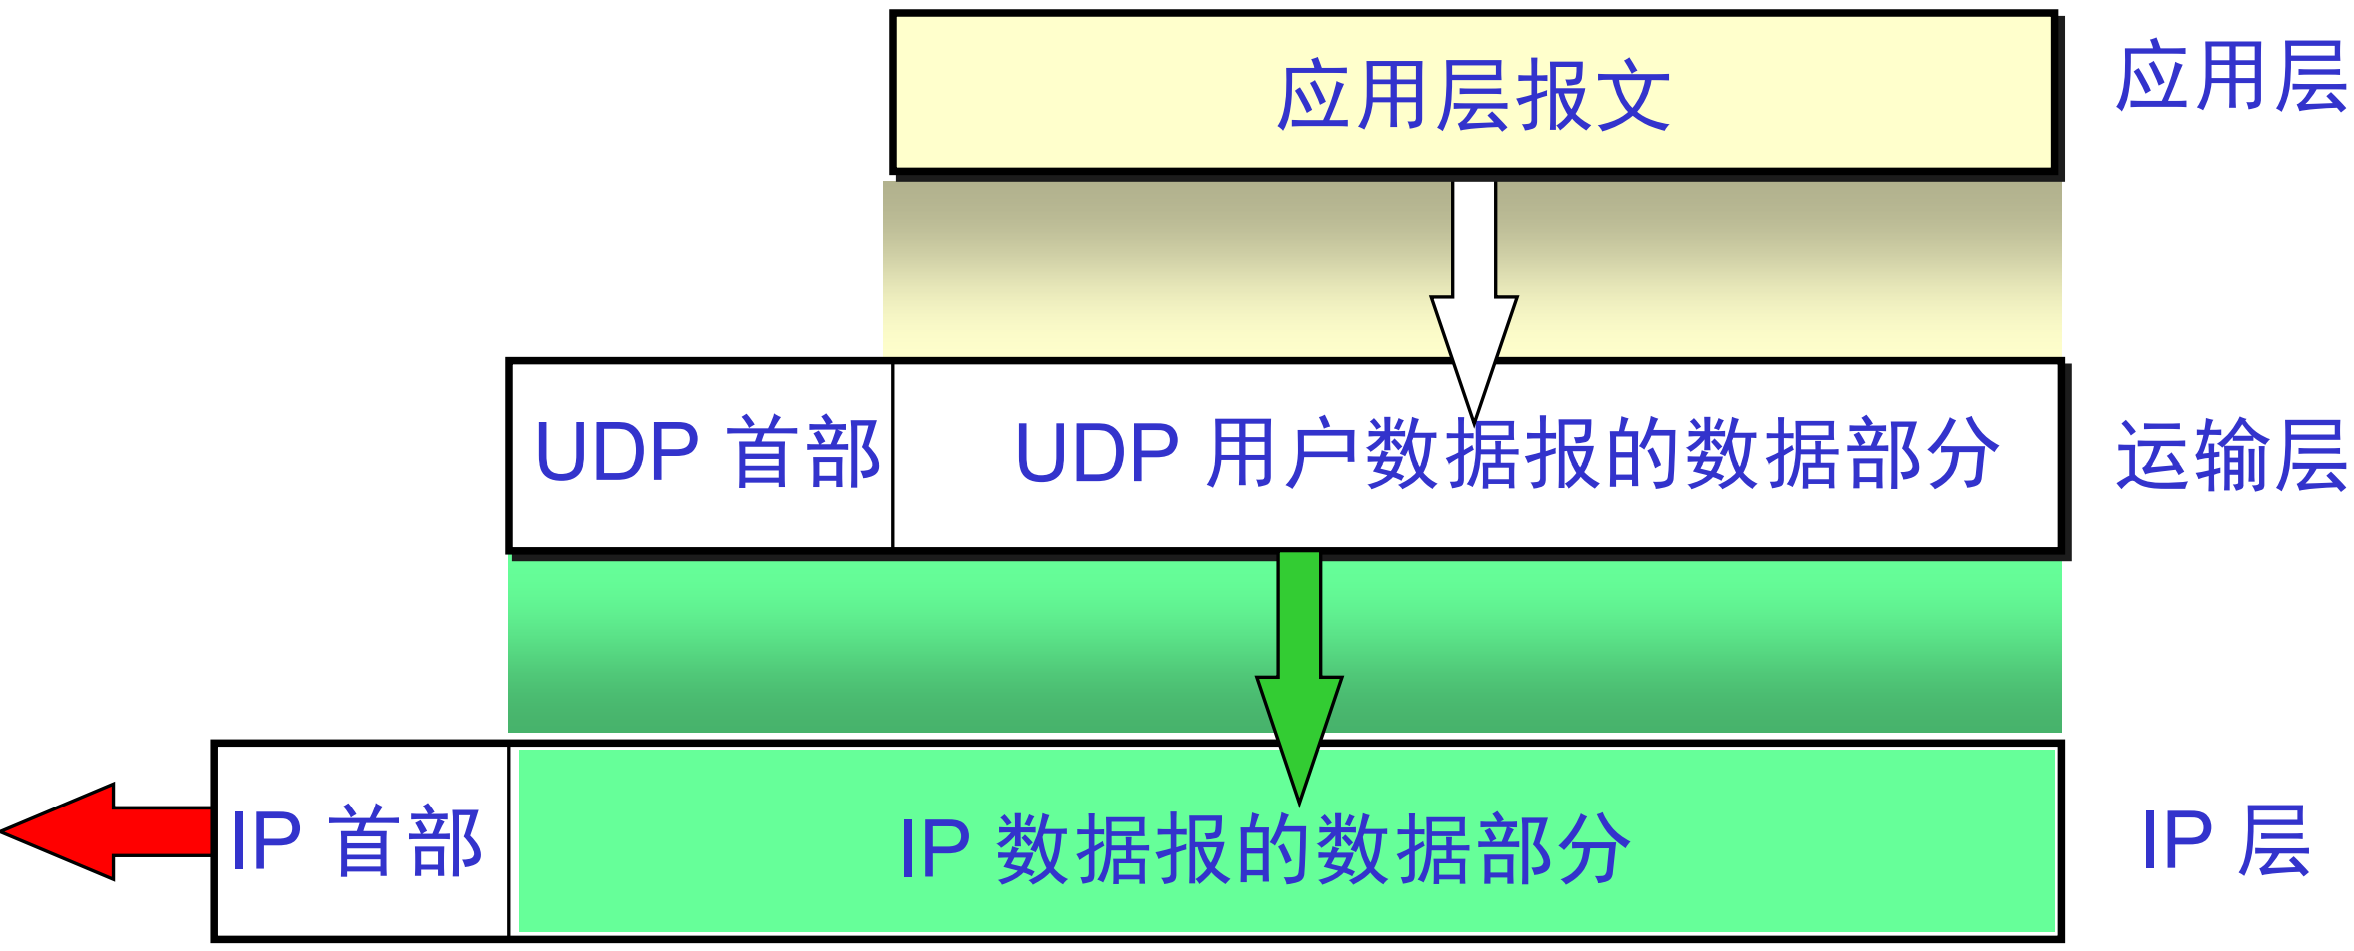 应用层报文
应用层
UDP 首部
UDP 用户数据报的数据部分
运输层
IP 首部
IP 数据报的数据部分
IP 层